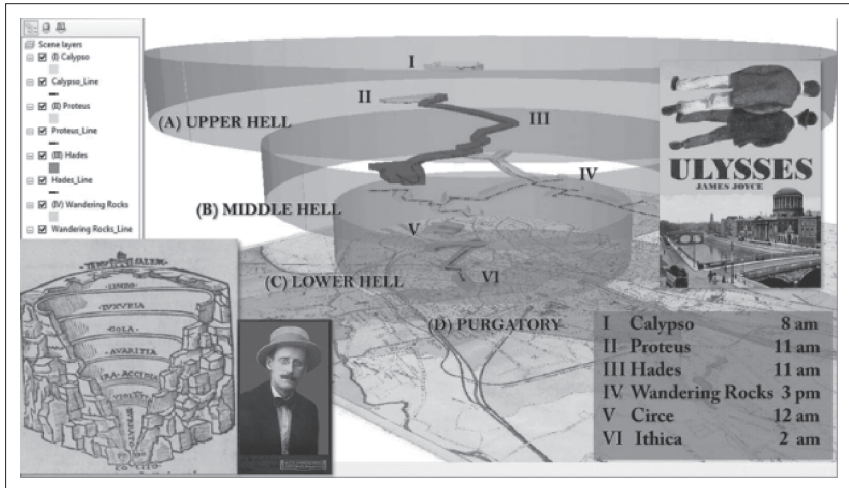 Scene layers
(I) Calypso
Calypso_Line
(II) Proteus
Proteus_Line
(III) Hades
Hades_Line
(IV) Wandering Rocks
Wandering Rocks_Line
I
II
III
(A) UPPER HELL
IV
(B) MIDDLE HELL
V
(C) LOWER HELL
VI
(D) PURGATORY
ULYSSES
JAMES JOYCE
I Calypso 8 am
II Proteus 11 am
III Hades 11 am
IV Wandering Rocks 3 pm
V Circe 12 am
VI Ithica 2 am
LIMBO
LUXURIA
GOLA
AVARITIA